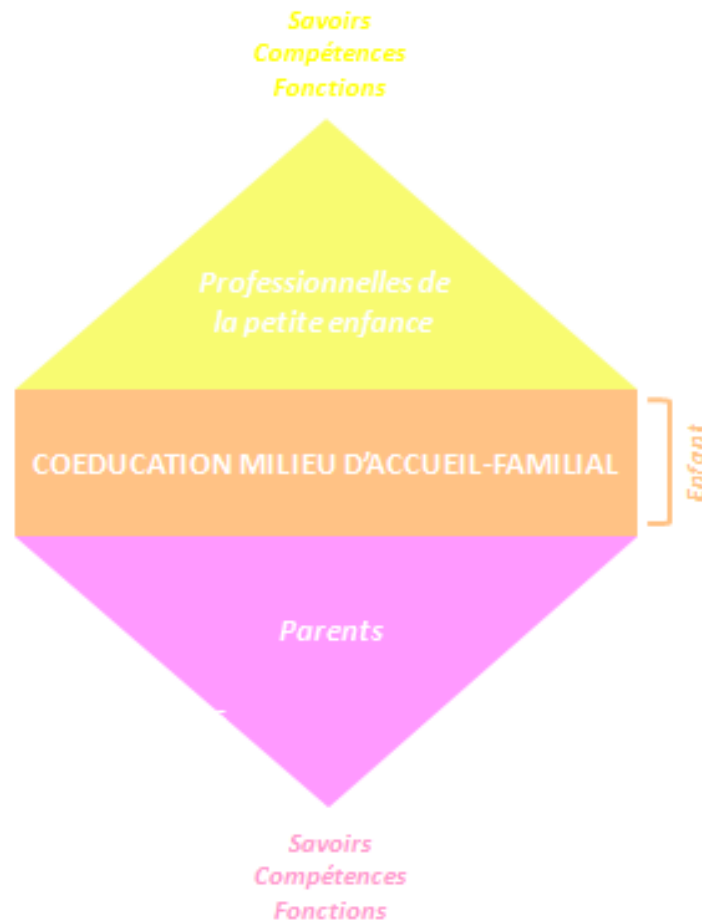 Savoirs
Compétences
Fonctions
Professionnelles de
la petite enfance
COEDUCATION MILIEU D'ACCUEIL-FAMILIAL
Enfant
Parents
Savoirs
Compétences
Fonctions